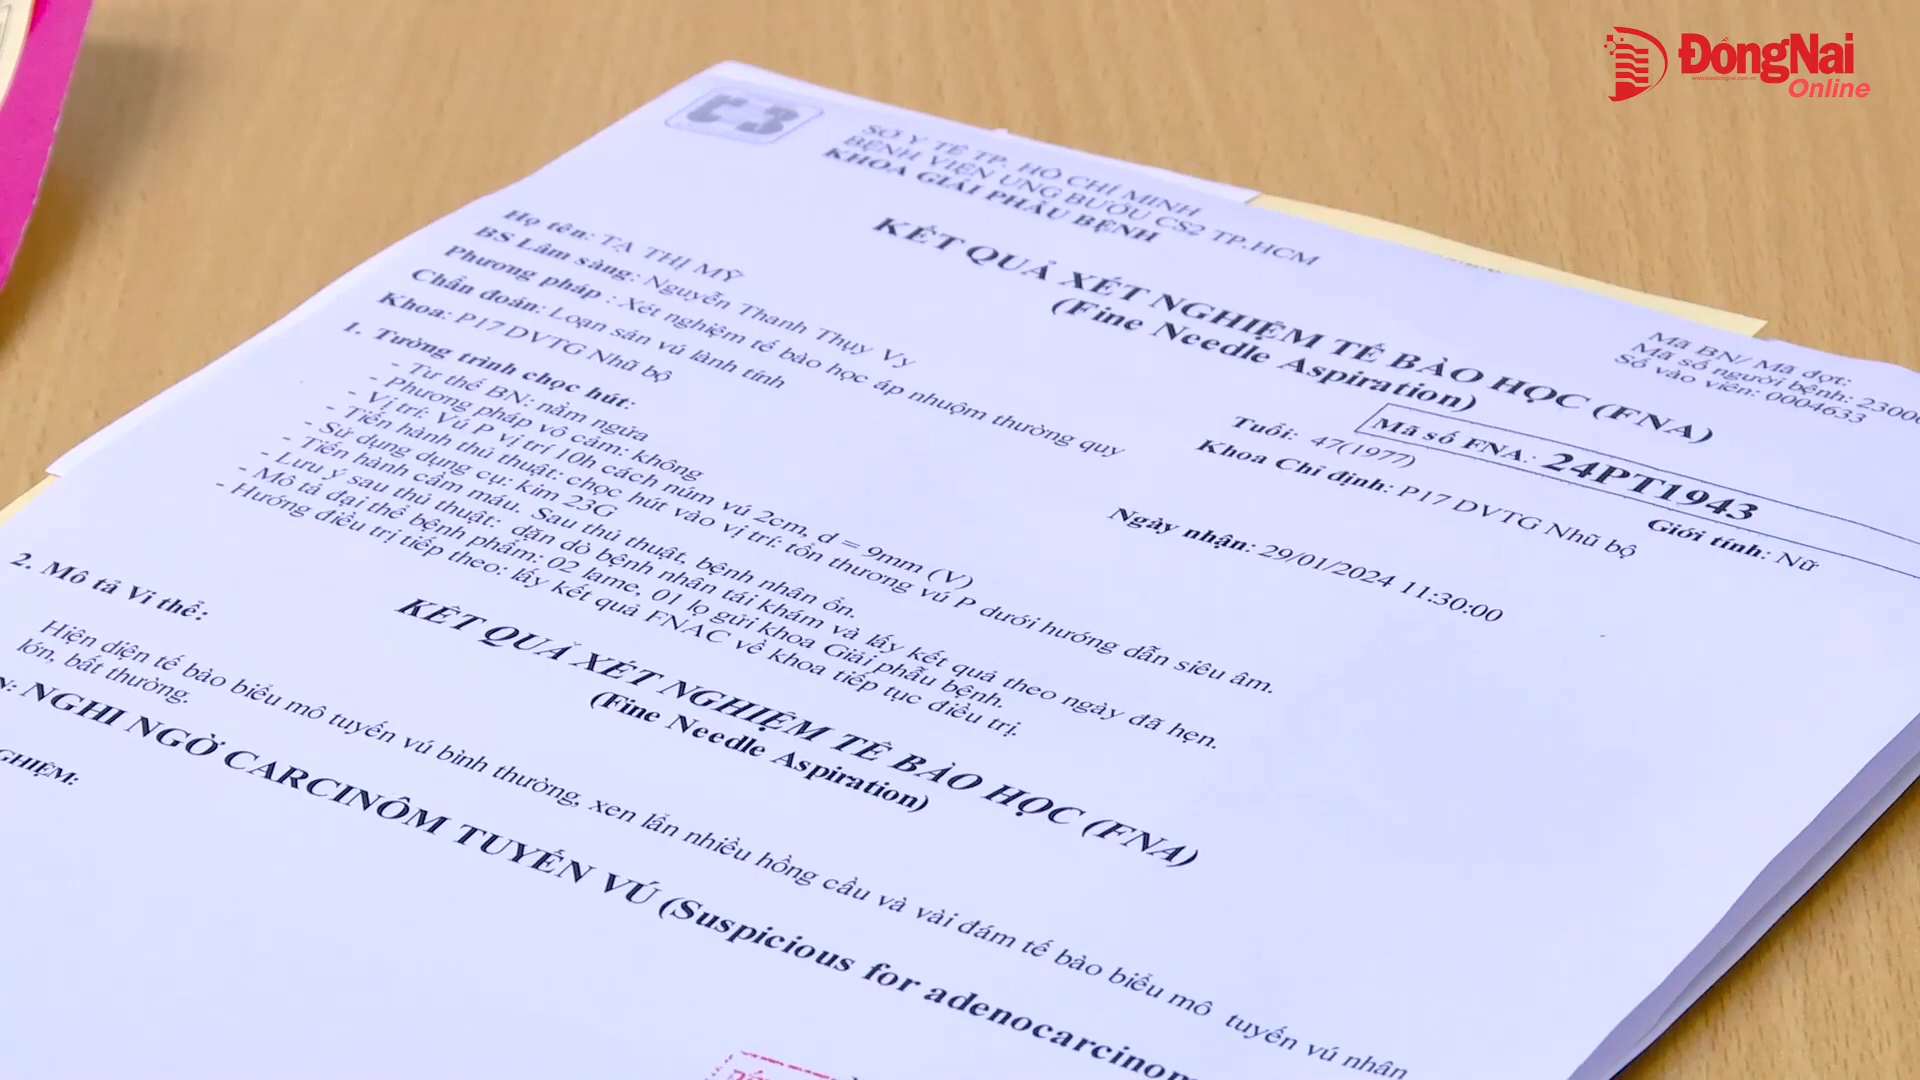 ĐồngNai
www.baodongnai.com.vn
Online
SỞ Y TẾ TP. HỒ CHÍ MINH
BỆNH VIỆN UNG BƯỚU CS2 TP.HCM
KHOA GIẢI PHẪU BỆNH
KẾT QUẢ XÉT NGHIỆM TẾ BÀO HỌC (FNA)
(Fine Needle Aspiration)
Mã BN/ Mã đợt:
Mã số người bệnh: 2300
Số vào viện: 0004633
Mã số FNA.: 24PT1943
Họ tên: TẠ THỊ MỸ
Tuổi: 47(1977)
Giới tính: Nữ
BS Lâm sàng: Nguyễn Thanh Thụy Vy
Khoa Chỉ định: P17 DVTG Nhũ bộ
Phương pháp : Xét nghiệm tế bào học áp nhuộm thường quy
Chẩn đoán: Loạn sản vú lành tính
Khoa: P17 DVTG Nhũ bộ
Ngày nhận: 29/01/2024 11:30:00
1. Tường trình chọc hút:
- Tư thế BN: nằm ngửa
- Phương pháp vô cảm: không
- Vị trí: Vú P vị trí 10h cách núm vú 2cm, d = 9mm (V)
- Tiến hành thủ thuật: chọc hút vào vị trí: tổn thương vú P dưới hướng dẫn siêu âm.
- Sử dụng dụng cụ: kim 23G
- Tiến hành cầm máu. Sau thủ thuật, bệnh nhân ổn.
- Lưu ý sau thủ thuật: dặn dò bệnh nhân tái khám và lấy kết quả theo ngày đã hẹn.
- Mô tả đại thể bệnh phẩm: 02 lame, 01 lọ gửi khoa Giải phẫu bệnh.
- Hướng điều trị tiếp theo: lấy kết quả FNAC về khoa tiếp tục điều trị.
KẾT QUẢ XÉT NGHIỆM TẾ BÀO HỌC (FNA)
(Fine Needle Aspiration)
2. Mô tả Vi thể:
Hiện diện tế bào biểu mô tuyến vú bình thường, xen lẫn nhiều hồng cầu và vài đám tế bào biểu mô tuyến vú nhân
lớn, bất thường.
N: NGHI NGỜ CARCINÔM TUYẾN VÚ (Suspicious for adenocarcinom
GHIỆM: